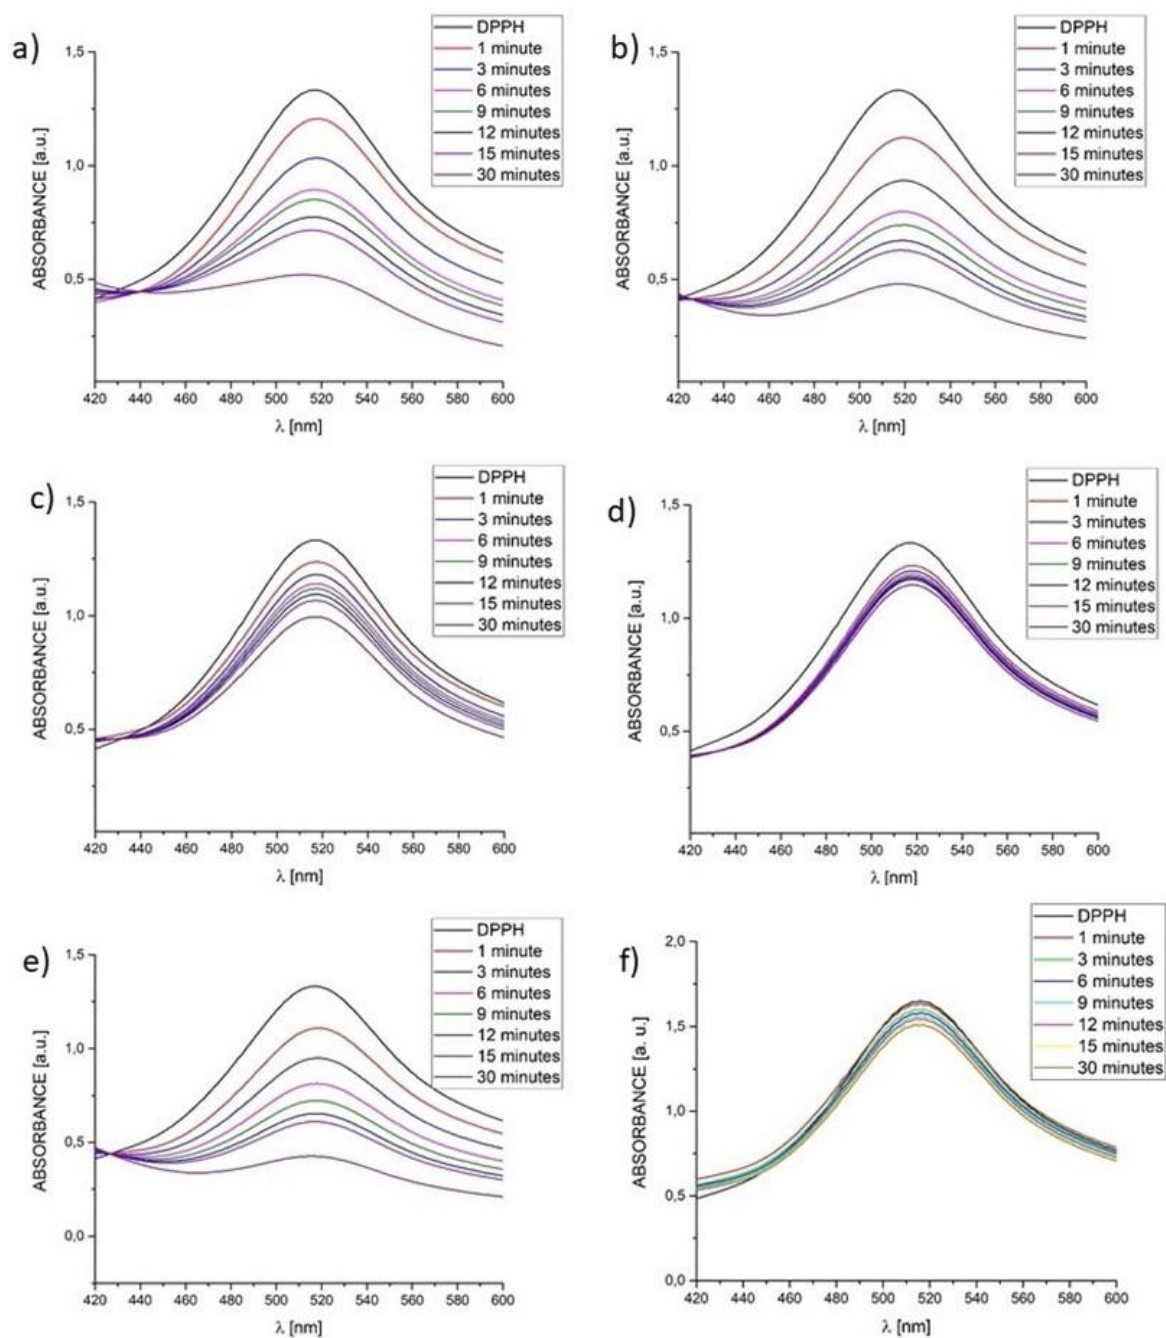 a)
DPPH
1 minute
3 minutes
6 minutes
9 minutes
12 minutes
15 minutes
30 minutes
1,5
1,0
0,5
ABSORBANCE [a.u.]
420 440 460 480 500 520 540 560 580 600
λ [nm]
b)
DPPH
1 minute
3 minutes
6 minutes
9 minutes
12 minutes
15 minutes
30 minutes
1,5
1,0
0,5
ABSORBANCE [a.u.]
420 440 460 480 500 520 540 560 580 600
λ [nm]
c)
DPPH
1 minute
3 minutes
6 minutes
9 minutes
12 minutes
15 minutes
30 minutes
1,5
1,0
0,5
ABSORBANCE [a.u.]
420 440 460 480 500 520 540 560 580 600
λ [nm]
d)
DPPH
1 minute
3 minutes
6 minutes
9 minutes
12 minutes
15 minutes
30 minutes
1,5
1,0
0,5
ABSORBANCE [a.u.]
420 440 460 480 500 520 540 560 580 600
λ [nm]
e)
DPPH
1 minute
3 minutes
6 minutes
9 minutes
12 minutes
15 minutes
30 minutes
1,5
1,0
0,5
0,0
ABSORBANCE [a.u.]
420 440 460 480 500 520 540 560 580 600
λ [nm]
f)
DPPH
1 minute
3 minutes
6 minutes
9 minutes
12 minutes
15 minutes
30 minutes
2,0
1,5
1,0
0,5
0,0
ABSORBANCE [a. u.]
420 440 460 480 500 520 540 560 580 600
λ [nm]